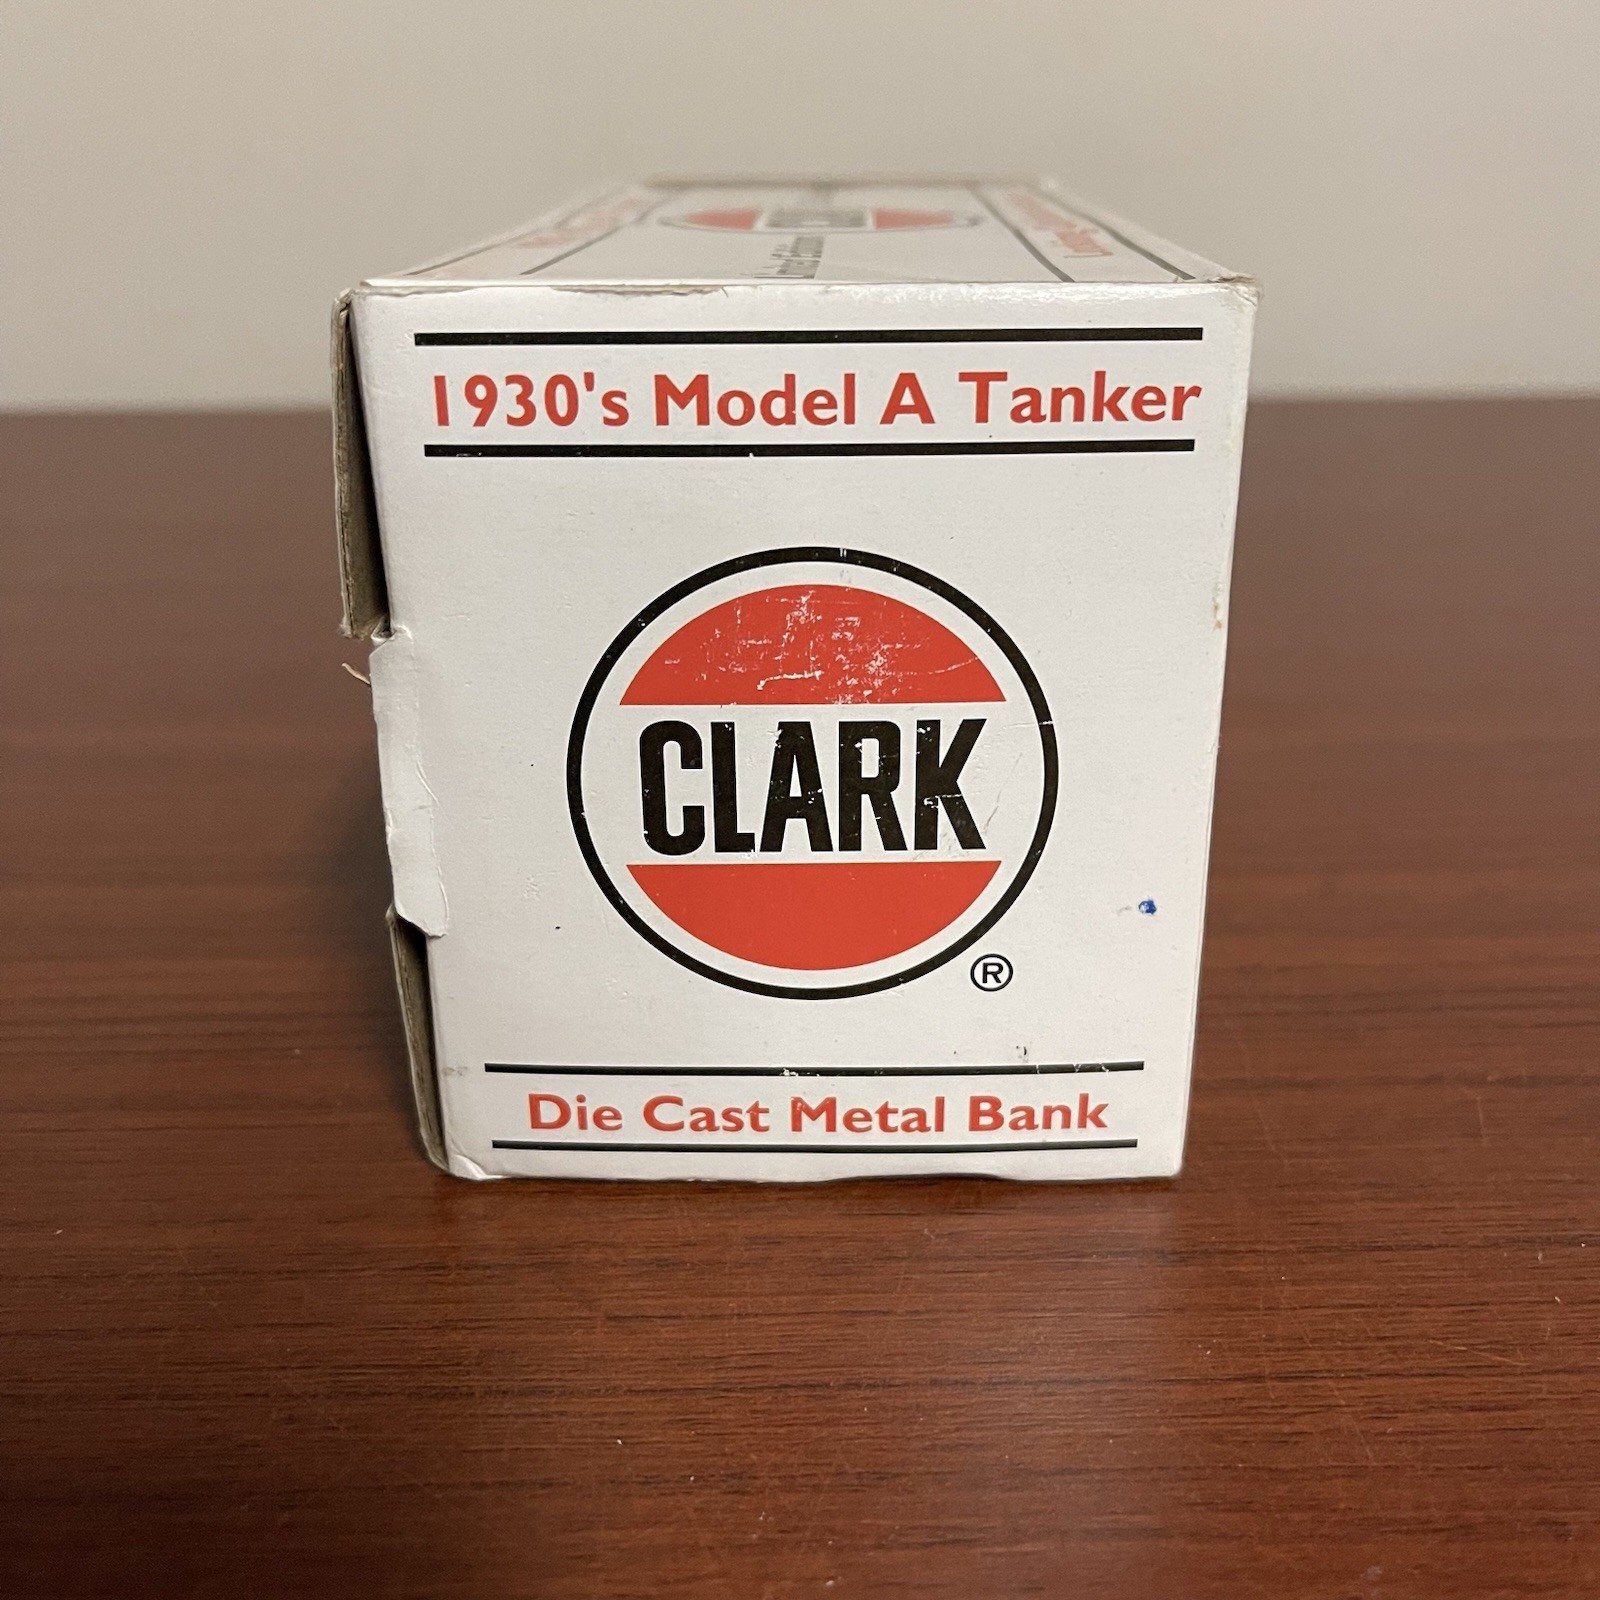 1930's Model A Tanker
CLARK
®
Die Cast Metal Bank